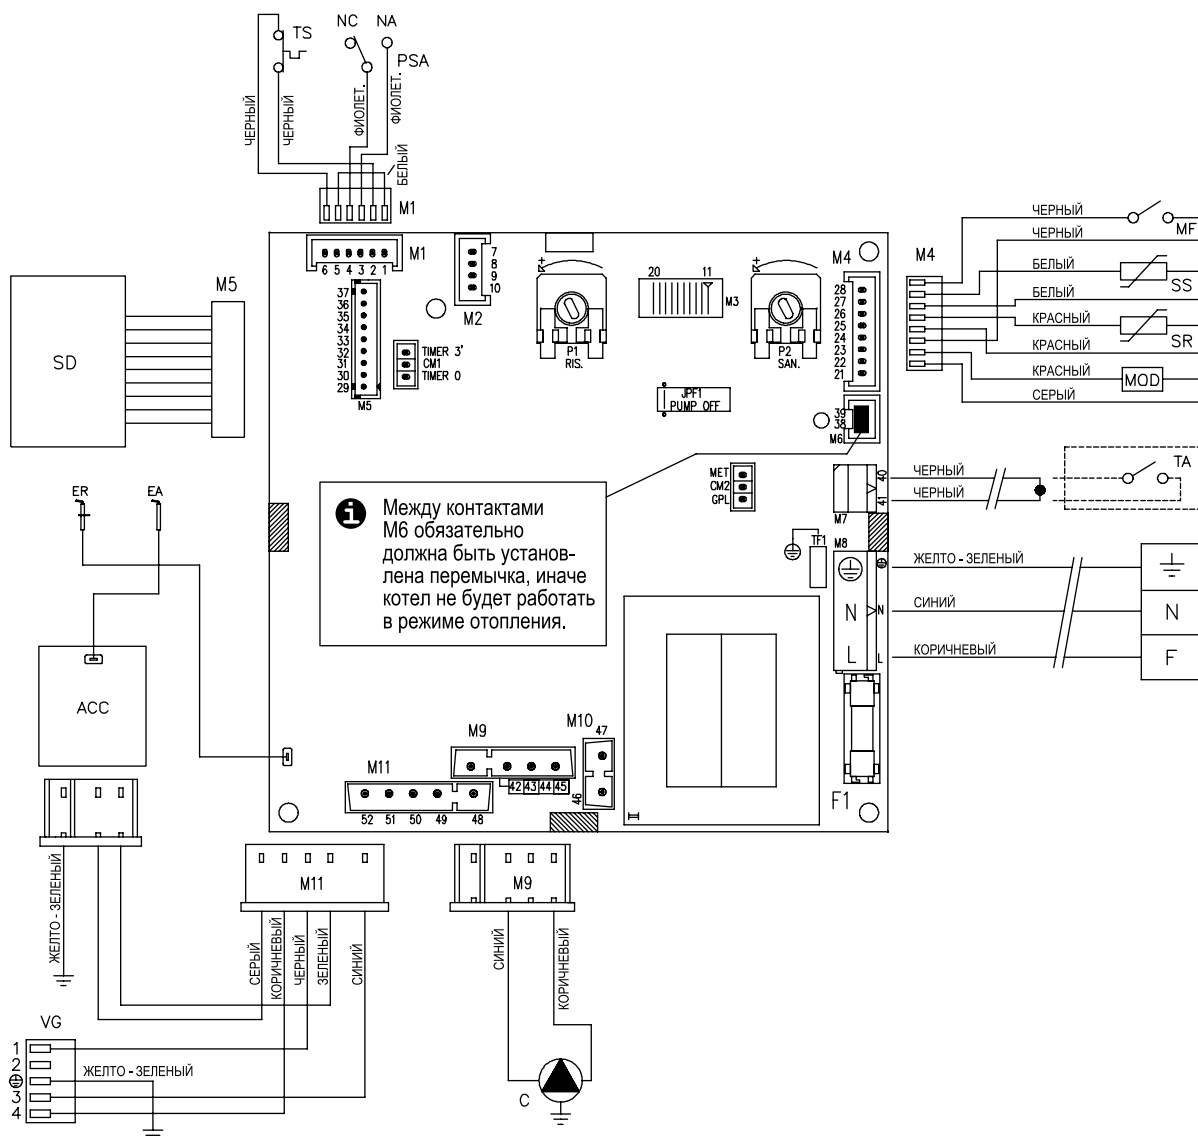 TS
NC NA
PSA
ЧЕРНЫЙ
ЧЕРНЫЙ
ФИОЛЕТ.
ФИОЛЕТ.
БЕЛЫЙ
M1
M1
6 5 4 3 2 1
7
8
9
10
M2
37
36
35
34
33
32
31
30
29
M5
TIMER 3'
CM1
TIMER 0
P1
RIS.
20 11
M3
P2
SAN.
JPF1
PUMP OFF
M4
28
27
26
25
24
23
22
21
39
38
M6
M4
ЧЕРНЫЙ
MF
ЧЕРНЫЙ
БЕЛЫЙ
SS
БЕЛЫЙ
КРАСНЫЙ
SR
КРАСНЫЙ
КРАСНЫЙ
MOD
СЕРЫЙ
SD
M5
ER EA
ACC
MET
CM2
GPL
40
41
M7
ЧЕРНЫЙ
ЧЕРНЫЙ
TA
Между контактами
М6 обязательно
должна быть установ-
лена перемычка, иначе
котел не будет работать
в режиме отопления.
TF1
M8
N
N
L
L
ЖЕЛТО - ЗЕЛЕНЫЙ
СИНИЙ
N
КОРИЧНЕВЫЙ
F
F1
M9
42 43 44 45
M10
47
46
M11
52 51 50 49 48
M11
M9
ЖЕЛТО - ЗЕЛЕНЫЙ
СЕРЫЙ
КОРИЧНЕВЫЙ
ЧЕРНЫЙ
ЗЕЛЕНЫЙ
СИНИЙ
СИНИЙ
КОРИЧНЕВЫЙ
C
VG
1
2
3
4
ЖЕЛТО - ЗЕЛЕНЫЙ